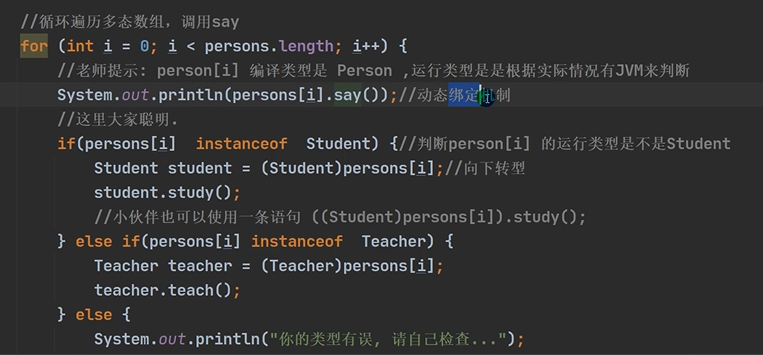 //循环遍历多态数组，调用say
for (int i = 0; i < persons.length; i++) {
//老师提示: person[i] 编译类型是 Person ,运行类型是是根据实际情况有JVM来判断
System.out.println(persons[i].say());//动态绑定机制
//这里大家聪明.
if(persons[i]  instanceof  Student) {//判断person[i] 的运行类型是不是Student
Student student = (Student)persons[i];//向下转型
student.study();
//小伙伴也可以使用一条语句 ((Student)persons[i]).study();
} else if(persons[i] instanceof  Teacher) {
Teacher teacher = (Teacher)persons[i];
teacher.teach();
} else {
System.out.println("你的类型有误, 请自己检查...");